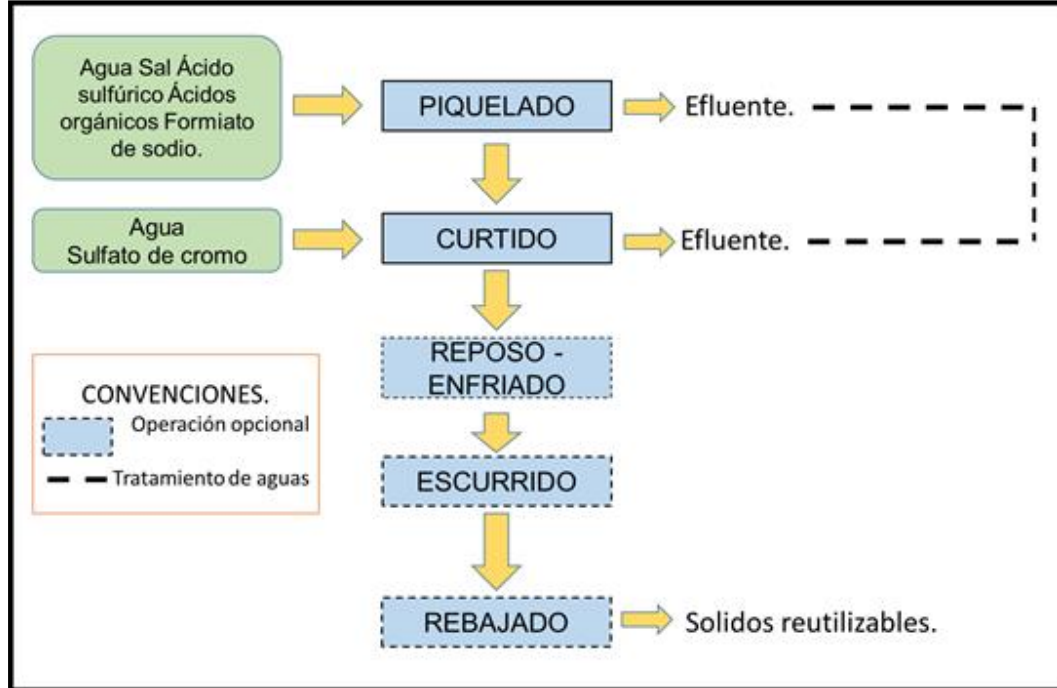 Agua Sal Ácido
sulfúrico Ácidos
orgánicos Formiato
de sodio.
PIQUELADO
Efluente.
Agua
Sulfato de cromo
CURTIDO
Efluente.
REPOSO -
ENFRIADO
CONVENCIONES.
Operación opcional
Tratamiento de aguas
ESCURRIDO
REBAJADO
Solidos reutilizables.